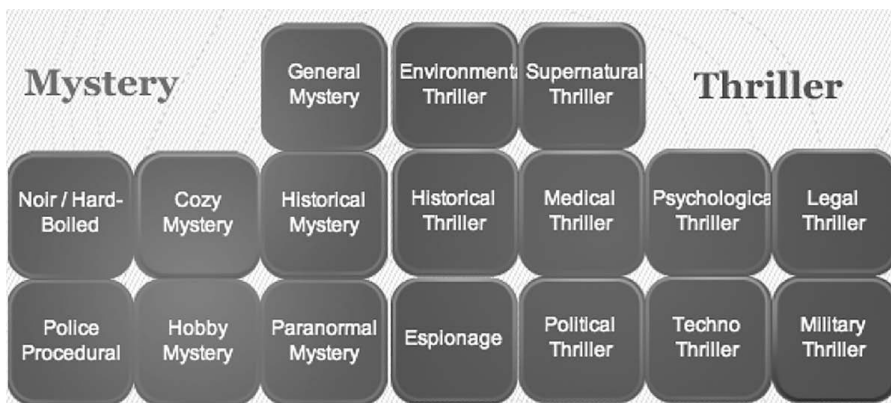 Mystery
Thriller
General
Mystery
Environmenta
Thriller
Supernatural
Thriller
Noir / Hard-
Boiled
Cozy
Mystery
Historical
Mystery
Historical
Thriller
Medical
Thriller
Psychologica
Thriller
Legal
Thriller
Police
Procedural
Hobby
Mystery
Paranormal
Mystery
Espionage
Political
Thriller
Techno
Thriller
Military
Thriller